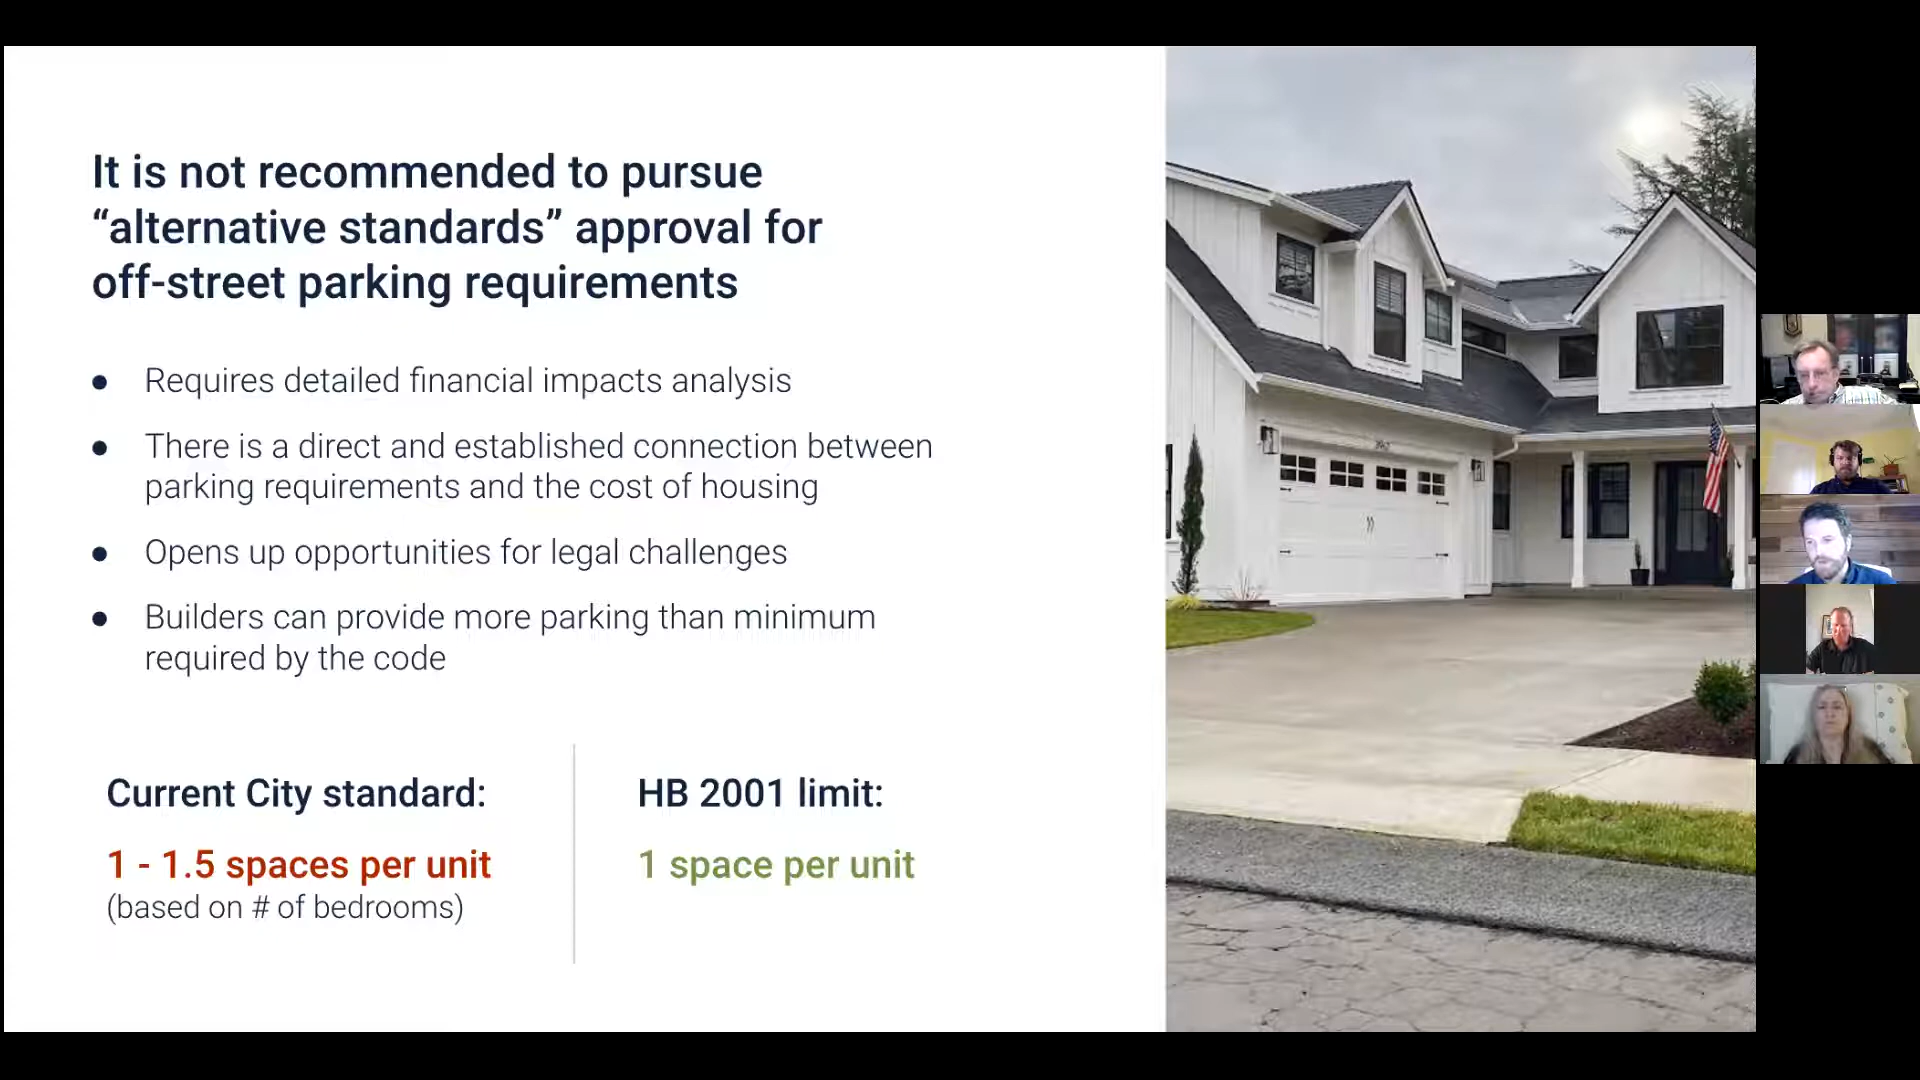 It is not recommended to pursue
“alternative standards” approval for
off-street parking requirements
● Requires detailed financial impacts analysis
● There is a direct and established connection between
parking requirements and the cost of housing
● Opens up opportunities for legal challenges
● Builders can provide more parking than minimum
required by the code
Current City standard:
1 - 1.5 spaces per unit
(based on # of bedrooms)
HB 2001 limit:
1 space per unit